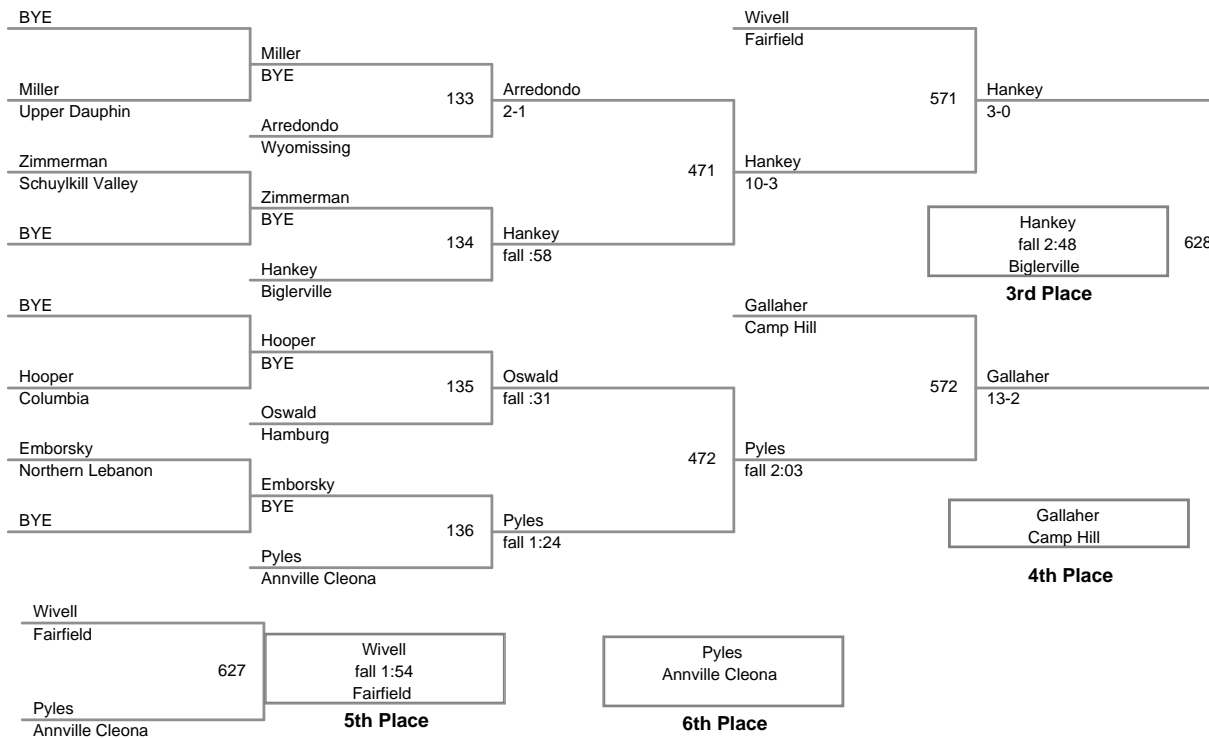 BYE
Miller
Upper Dauphin
Zimmerman
Schuylkill Valley
BYE
BYE
Hooper
Columbia
Emborsky
Northern Lebanon
BYE
Miller
BYE
133
Arredondo
Wyomissing
Zimmerman
BYE
134
Hankey
Biglerville
Hooper
BYE
135
Oswald
Hamburg
Emborsky
BYE
136
Pyles
Annville Cleona
Arredondo
2-1
471
Hankey
fall :58
Oswald
fall :31
472
Pyles
fall 1:24
Wivell
Fairfield
571
Hankey
10-3
Gallaher
Camp Hill
572
Pyles
fall 2:03
Hankey
3-0
Hankey
fall 2:48
Biglerville
628
3rd Place
Gallaher
13-2
Gallaher
Camp Hill
4th Place
Wivell
Fairfield
627
Pyles
Annville Cleona
Wivell
fall 1:54
Fairfield
5th Place
Pyles
Annville Cleona
6th Place